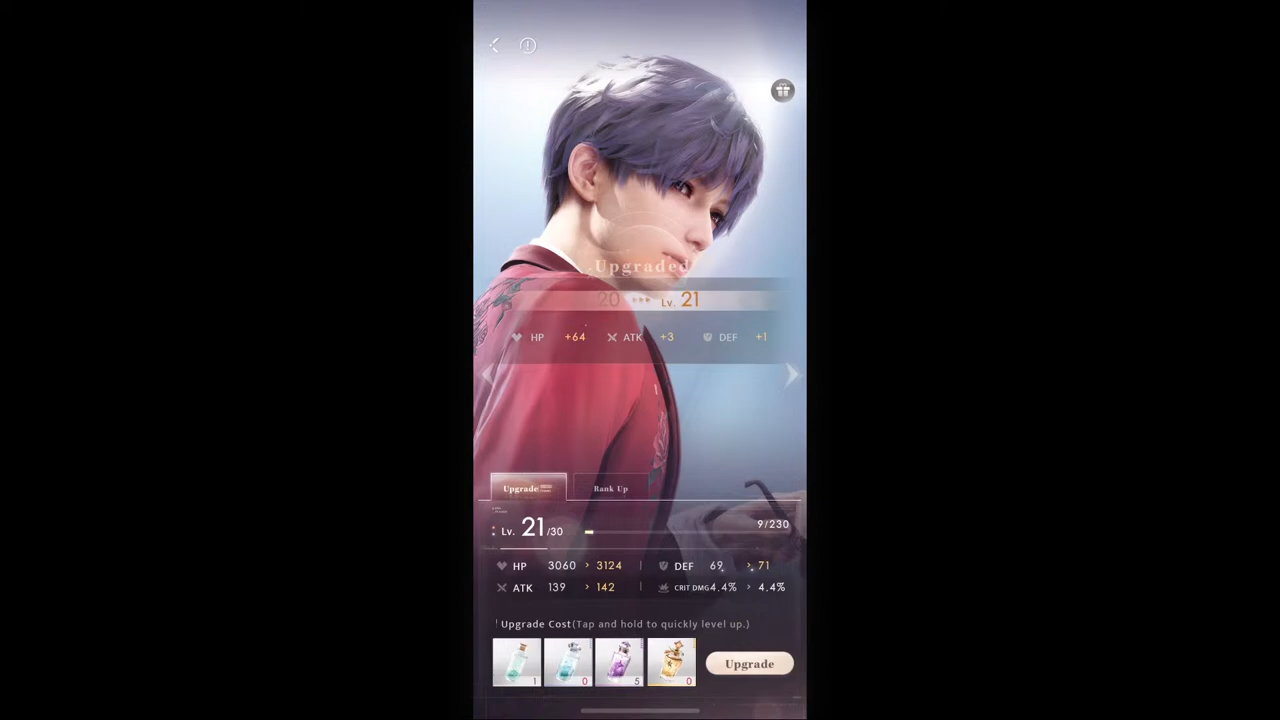 Upgraded
20 Lv. 21
HP +64 ATK +3 DEF +1
Upgrade Rank Up
Lv. 21/30 9/230
HP 3060 > 3124 DEF 69 > 71
ATK 139 > 142 CRIT DMG 4.4% > 4.4%
Upgrade Cost(Tap and hold to quickly level up.)
1 0 5 0 Upgrade